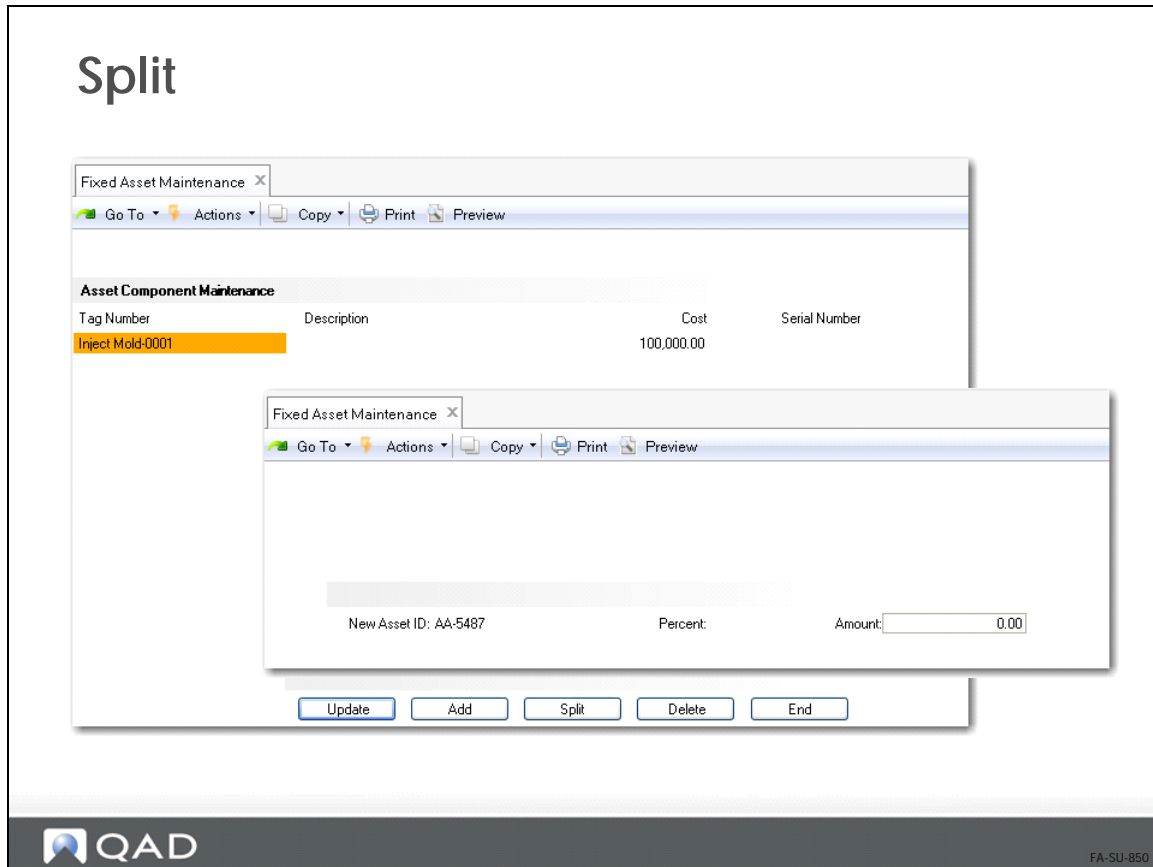 Split
Fixed Asset Maintenance
Go To Actions Copy Print Preview
Asset Component Maintenance
Tag Number Description Cost Serial Number
Inject Mold-0001 100,000.00
Fixed Asset Maintenance
Go To Actions Copy Print Preview
New Asset ID: AA-5487 Percent: Amount: 0.00
Update Add Split Delete End
QAD
FA-SU-850